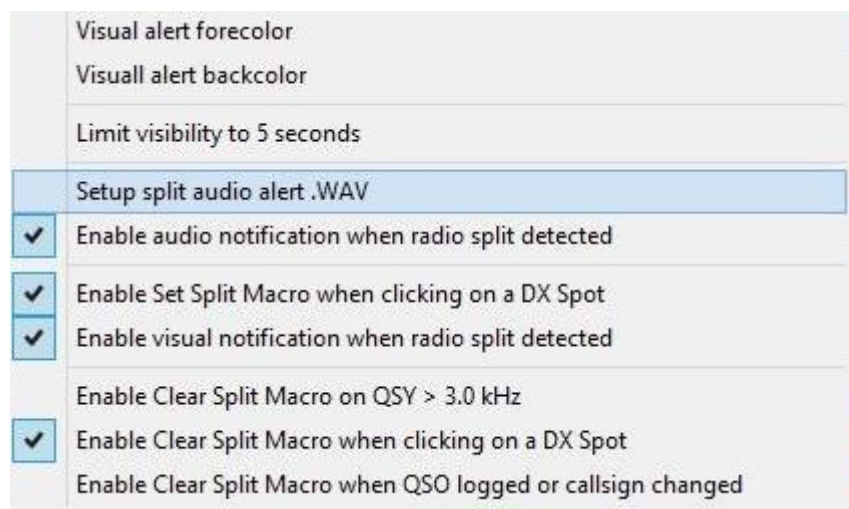 Visual alert forecolor
Visuall alert backcolor
Limit visibility to 5 seconds
Setup split audio alert .WAV
Enable audio notification when radio split detected
Enable Set Split Macro when clicking on a DX Spot
Enable visual notification when radio split detected
Enable Clear Split Macro on QSY > 3.0 kHz
Enable Clear Split Macro when clicking on a DX Spot
Enable Clear Split Macro when QSO logged or callsign changed